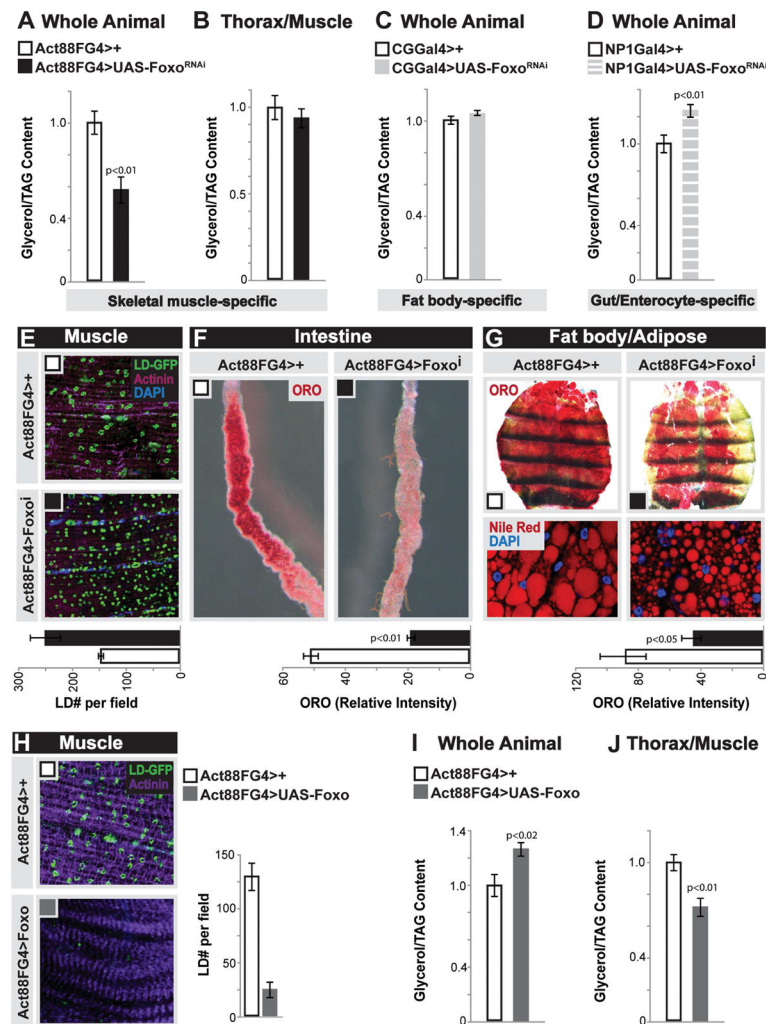 A Whole Animal
Act88FG4>+
Act88FG4>UAS-FoxoRNAi
Glycerol/TAG Content
1.0
0.4
0
p<0.01
B Thorax/Muscle
Glycerol/TAG Content
1.0
0.5
0
Skeletal muscle-specific
C Whole Animal
CGGal4>+
CGGal4>UAS-FoxoRNAi
Glycerol/TAG Content
1.0
0.4
0
Fat body-specific
D Whole Animal
NP1Gal4>+
NP1Gal4>UAS-FoxoRNAi
p<0.01
Glycerol/TAG Content
1.0
0.4
0
Gut/Enterocyte-specific
E Muscle
Act88FG4>+
LD-GFP
Actinin
DAPI
Act88FG4>Foxoi
300
200
100
0
LD# per field
F Intestine
Act88FG4>+
Act88FG4>Foxoi
ORO
p<0.01
60
40
20
0
ORO (Relative Intensity)
G Fat body/Adipose
Act88FG4>+
Act88FG4>Foxoi
ORO
Nile Red
DAPI
p<0.05
120
80
40
0
ORO (Relative Intensity)
H Muscle
Act88FG4>+
LD-GFP
Actinin
Act88FG4>Foxo
Act88FG4>+
Act88FG4>UAS-Foxo
LD# per field
150
100
50
25
0
I Whole Animal
Act88FG4>+
Act88FG4>UAS-Foxo
Glycerol/TAG Content
1.4
1.0
0.4
0
p<0.02
J Thorax/Muscle
Glycerol/TAG Content
1.0
0.4
0
p<0.01